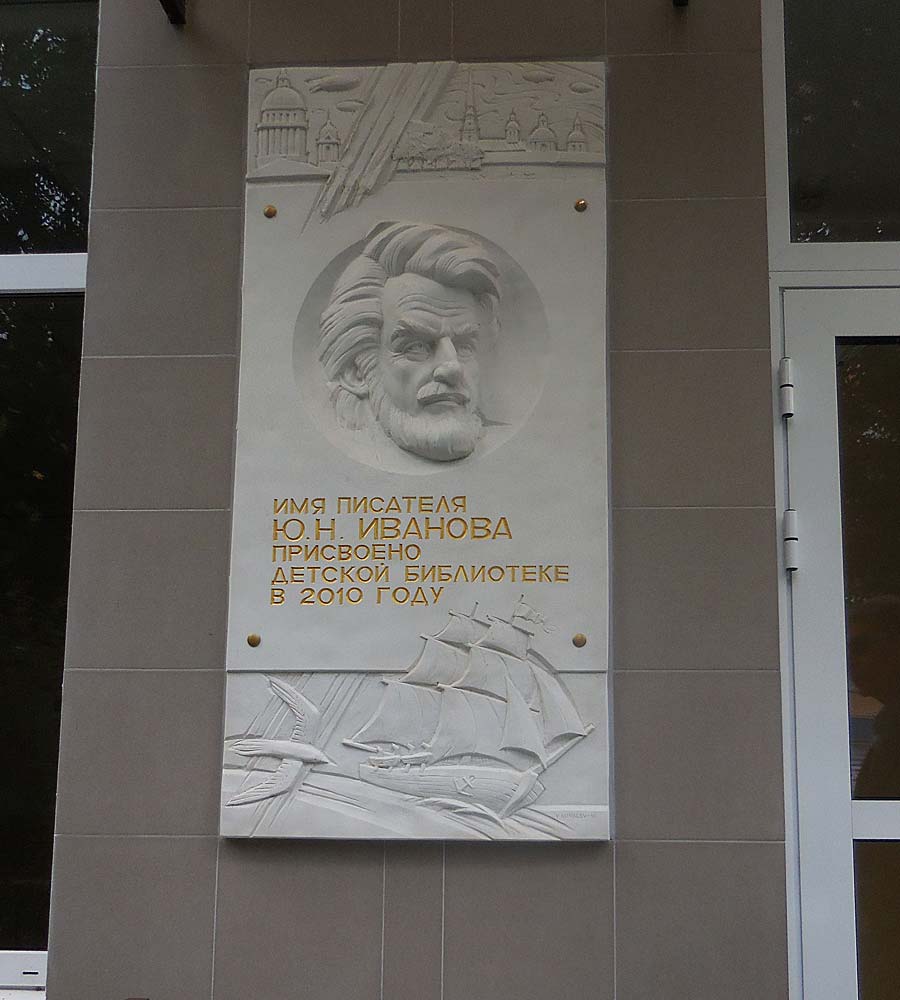 ИМЯ ПИСАТЕЛЯ
Ю.Н. ИВАНОВА
ПРИСВОЕНО
ДЕТСКОЙ БИБЛИОТЕКЕ
В 2010 ГОДУ